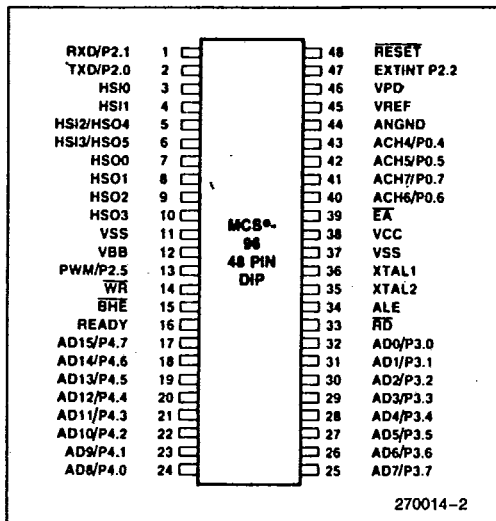 RXD/P2.1 1 48 RESET
TXD/P2.0 2 47 EXTINT P2.2
HSI0 3 46 VPD
HSI1 4 45 VREF
HSI2/HSO4 5 44 ANGND
HSI3/HSO5 6 43 ACH4/P0.4
HSO0 7 42 ACH5/P0.5
HSO1 8 41 ACH7/P0.7
HSO2 9 40 ACH6/P0.6
HSO3 10 39 EA
VSS 11 38 VCC
VBB 12 37 VSS
PWM/P2.5 13 36 XTAL1
WR 14 35 XTAL2
BHE 15 34 ALE
READY 16 33 RD
AD15/P4.7 17 32 AD0/P3.0
AD14/P4.6 18 31 AD1/P3.1
AD13/P4.5 19 30 AD2/P3.2
AD12/P4.4 20 29 AD3/P3.3
AD11/P4.3 21 28 AD4/P3.4
AD10/P4.2 22 27 AD5/P3.5
AD9/P4.1 23 26 AD6/P3.6
AD8/P4.0 24 25 AD7/P3.7
MCS®-
96
48 PIN
DIP
270014-2